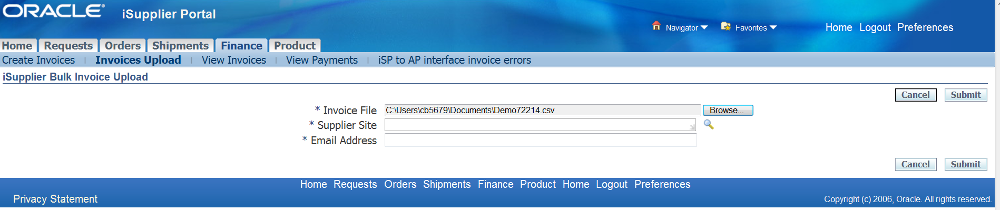 ORACLE® iSupplier Portal
Navigator Favorites Home Logout Preferences
Home Requests Orders Shipments Finance Product
Create Invoices | Invoices Upload | View Invoices | View Payments | iSP to AP interface invoice errors
iSupplier Bulk Invoice Upload
Cancel Submit
* Invoice File C:\Users\cb5679\Documents\Demo72214.csv Browse...
* Supplier Site
* Email Address
Cancel Submit
Home Requests Orders Shipments Finance Product Home Logout Preferences
Privacy Statement Copyright (c) 2006, Oracle. All rights reserved.